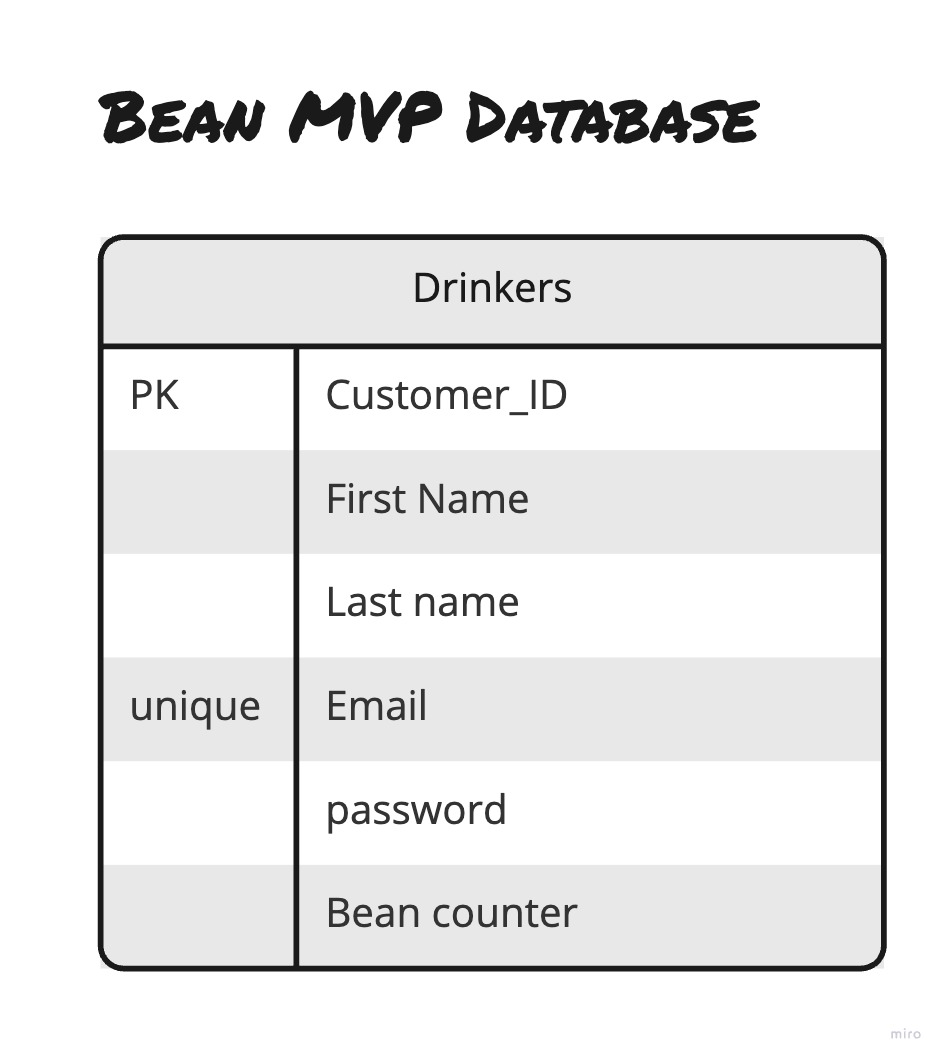 Bean MVP Database
Drinkers
PK Customer_ID
First Name
Last name
unique Email
password
Bean counter
miro